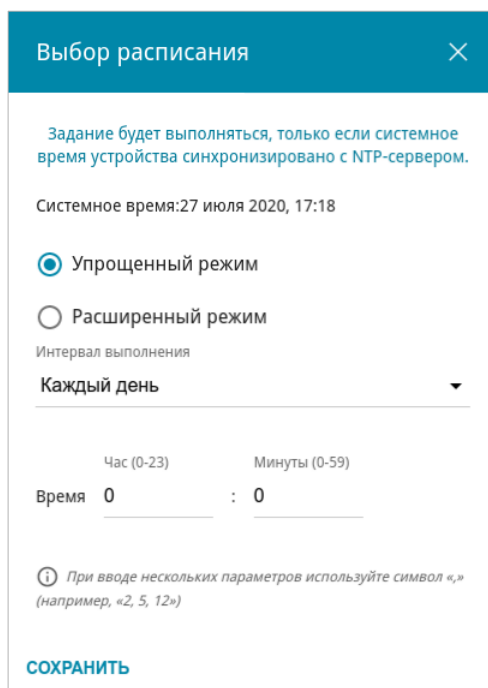 Выбор расписания
Задание будет выполняться, только если системное
время устройства синхронизировано с NTP-сервером.
Системное время:27 июля 2020, 17:18
Упрощенный режим
Расширенный режим
Интервал выполнения
Каждый день
Час (0-23) Минуты (0-59)
Время 0 : 0
При вводе нескольких параметров используйте символ «,»
(например, «2, 5, 12»)
СОХРАНИТЬ